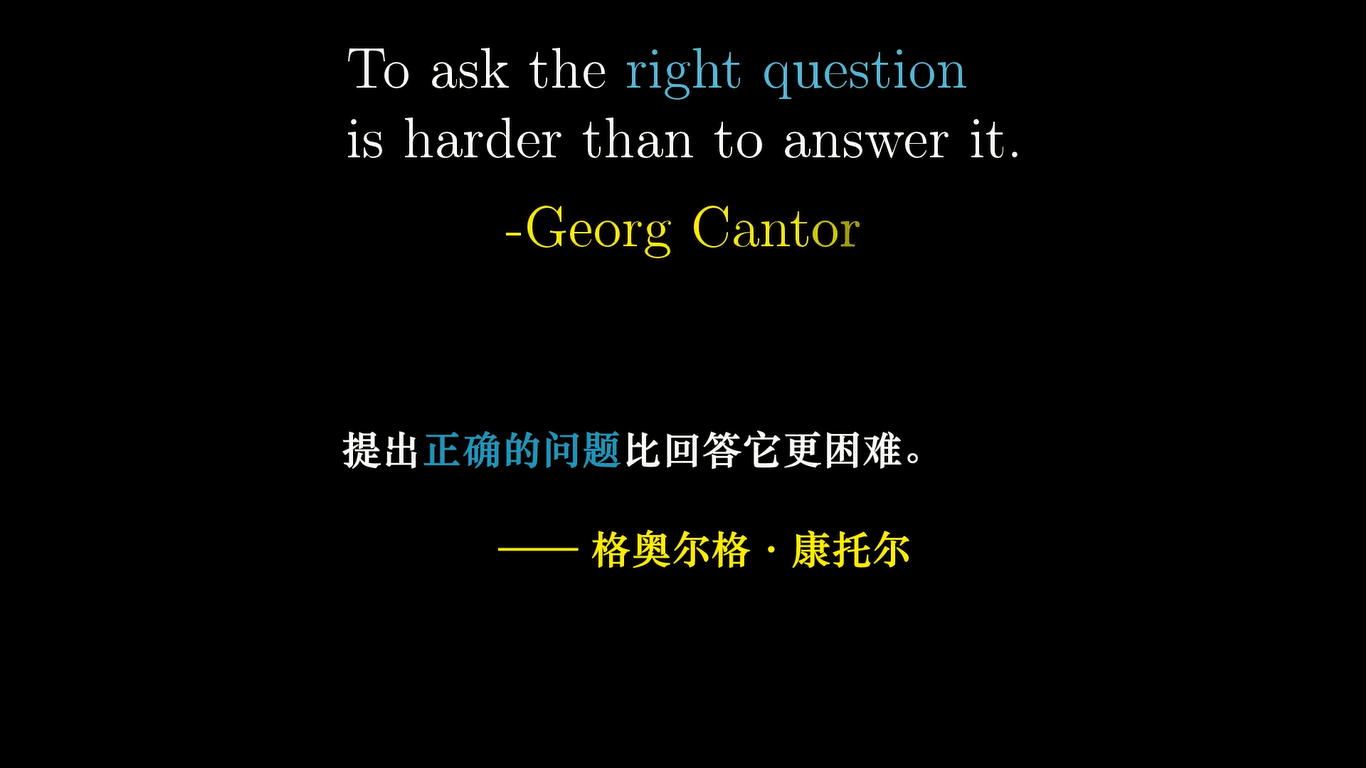 To ask the right question
is harder than to answer it.
-Georg Cantor
提出正确的问题比回答它更困难。
—— 格奥尔格 · 康托尔